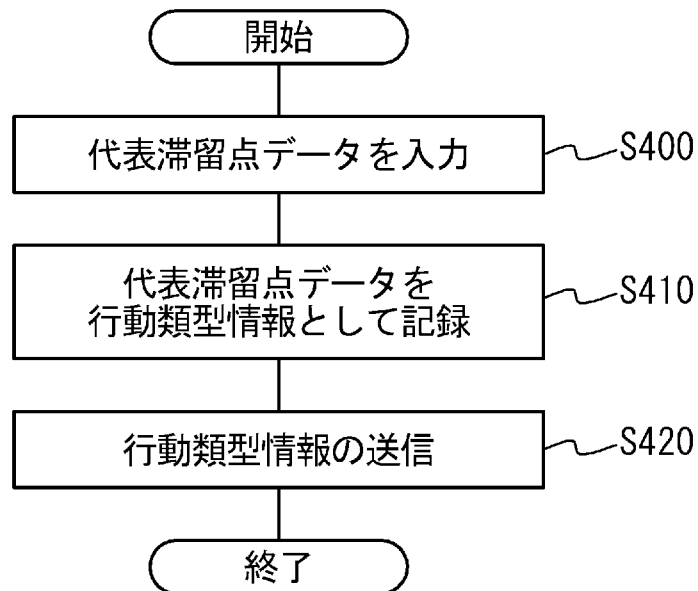 開始
代表滞留点データを入力
S400
代表滞留点データを
行動類型情報として記録
S410
行動類型情報の送信
S420
終了